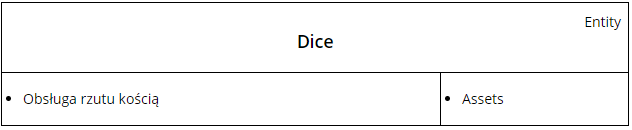 Entity
Dice
• Obsługa rzutu kością
• Assets